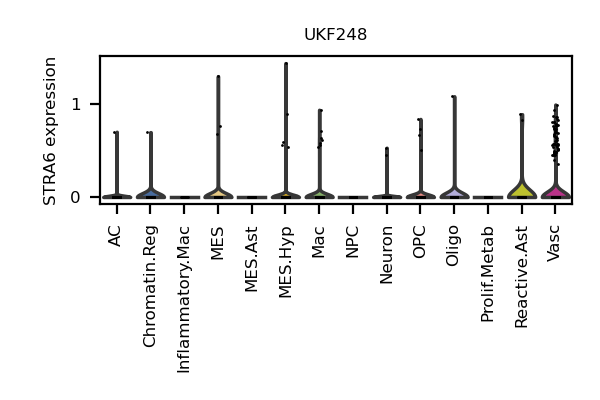 UKF248
STRA6 expression
1
0
AC
Chromatin.Reg
Inflammatory.Mac
MES
MES.Ast
MES.Hyp
Mac
NPC
Neuron
OPC
Oligo
Prolif.Metab
Reactive.Ast
Vasc